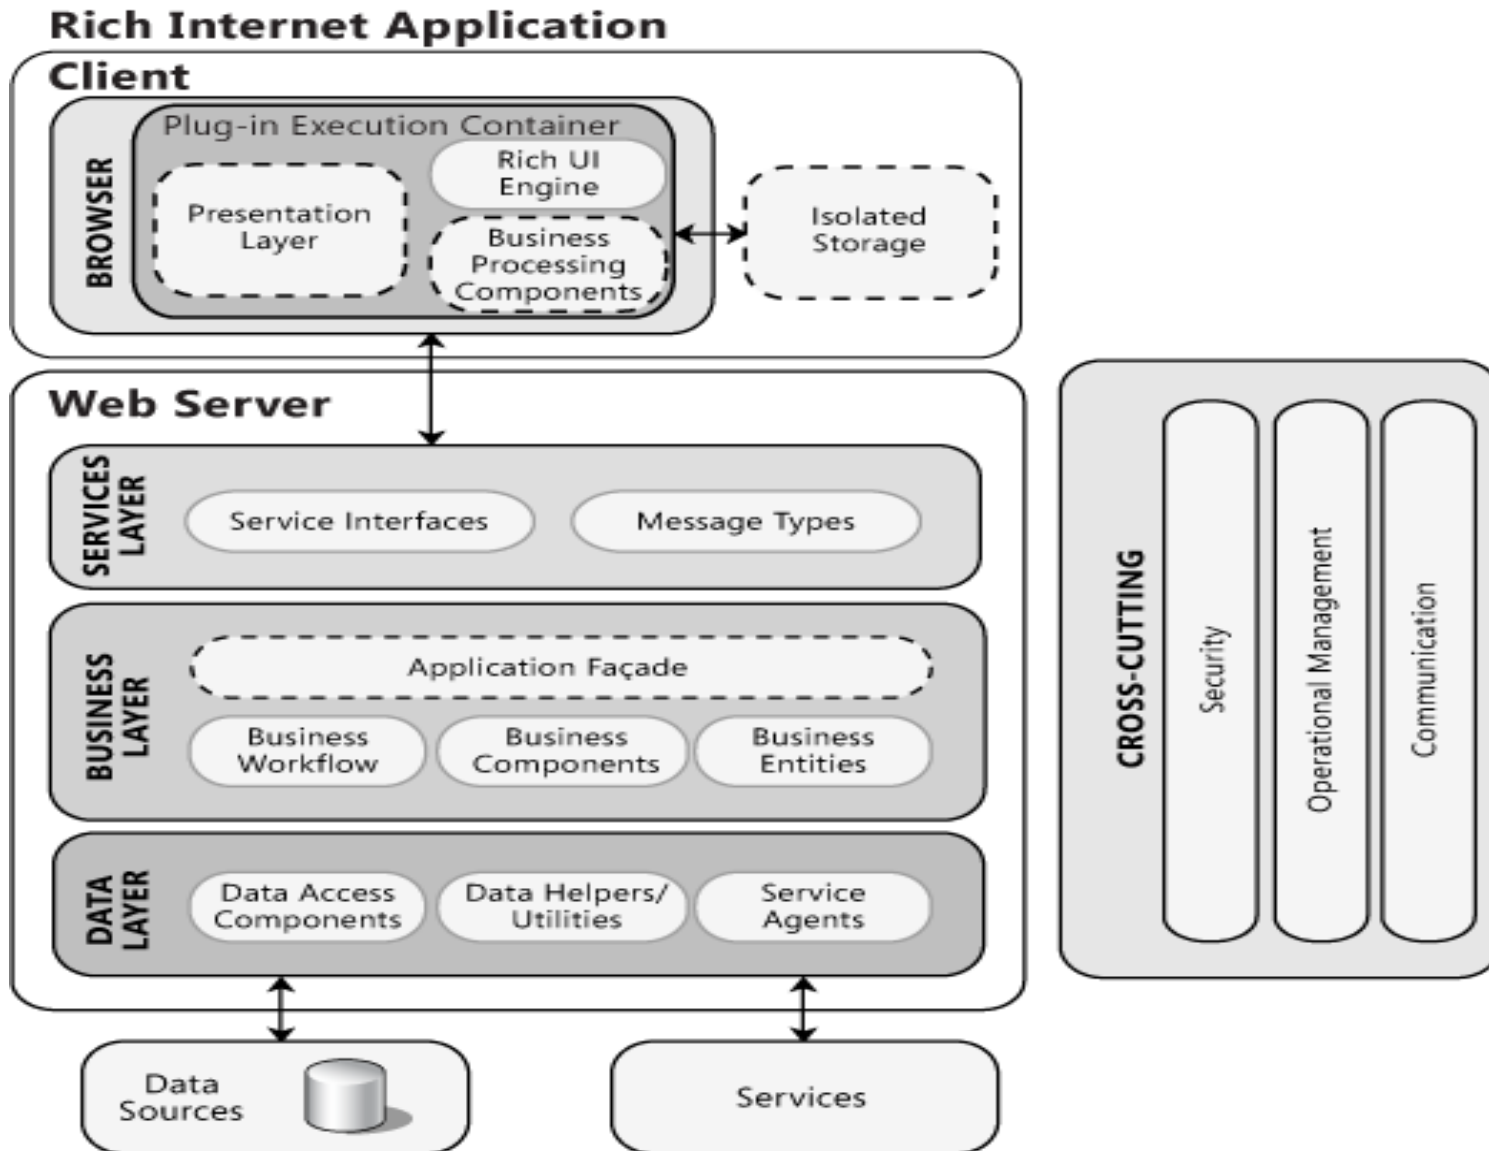 Rich Internet Application
Client
BROWSER
Plug-in Execution Container
Presentation
Layer
Rich UI
Engine
Business
Processing
Components
Isolated
Storage
Web Server
SERVICES
LAYER
Service Interfaces
Message Types
BUSINESS
LAYER
Application Façade
Business
Workflow
Business
Components
Business
Entities
DATA
LAYER
Data Access
Components
Data Helpers/
Utilities
Service
Agents
Data
Sources
Services
CROSS-CUTTING
Security
Operational Management
Communication